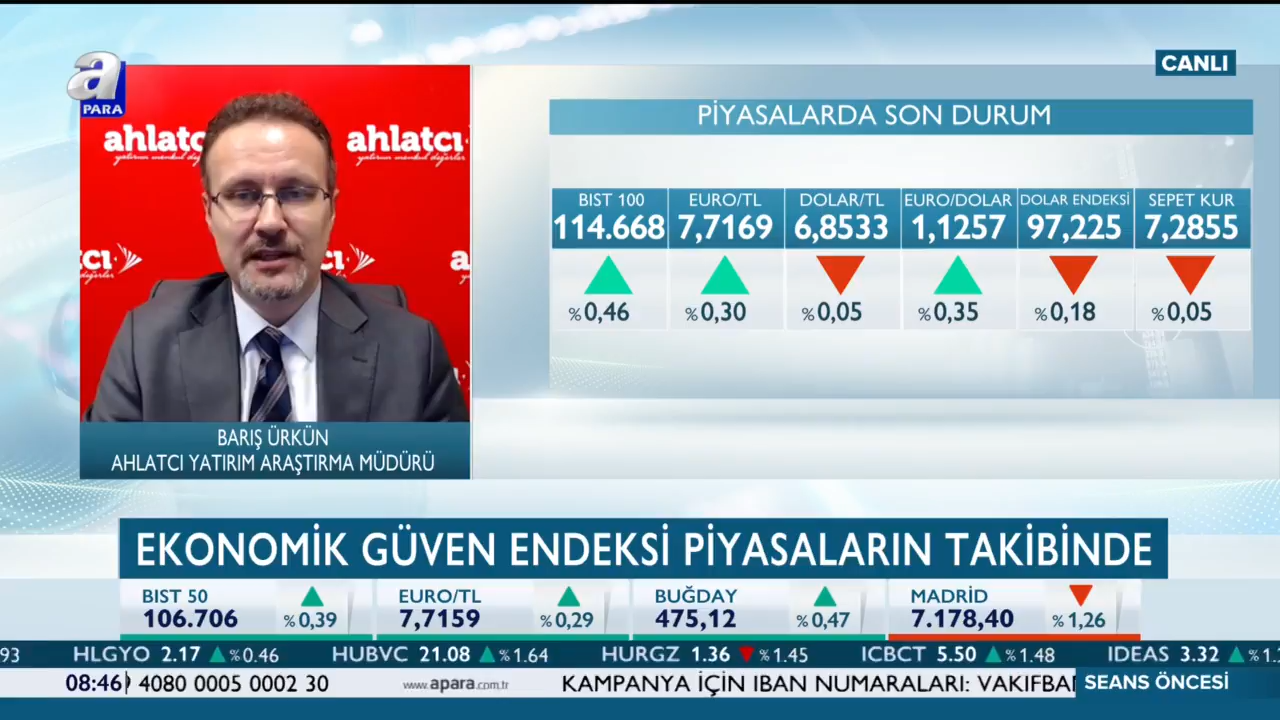 CANLI
a
PARA
PİYASALARDA SON DURUM
ahlatcı
yatırım menkul değerler
ahlatcı
yatırım menkul değerler
BIST 100 EURO/TL DOLAR/TL EURO/DOLAR DOLAR ENDEKSİ SEPET KUR
114.668 7,7169 6,8533 1,1257 97,225 7,2855
%0,46 %0,30 %0,05 %0,35 %0,18 %0,05
BARIŞ ÜRKÜN
AHLATCI YATIRIM ARAŞTIRMA MÜDÜRÜ
EKONOMİK GÜVEN ENDEKSİ PİYASALARIN TAKİBİNDE
BIST 50 EURO/TL BUĞDAY MADRİD
106.706 %0,39 7,7159 %0,29 475,12 %0,47 7.178,40 %1,26
93 HLGYO 2.17 %0.46 HUBVC 21.08 %1.64 HURGZ 1.36 %1.45 ICBCT 5.50 %1.48 IDEAS 3.32
08:46 4080 0005 0002 30 www.apara.com.tr KAMPANYA İÇİN IBAN NUMARALARI: VAKIFBA SEANS ÖNCESİ